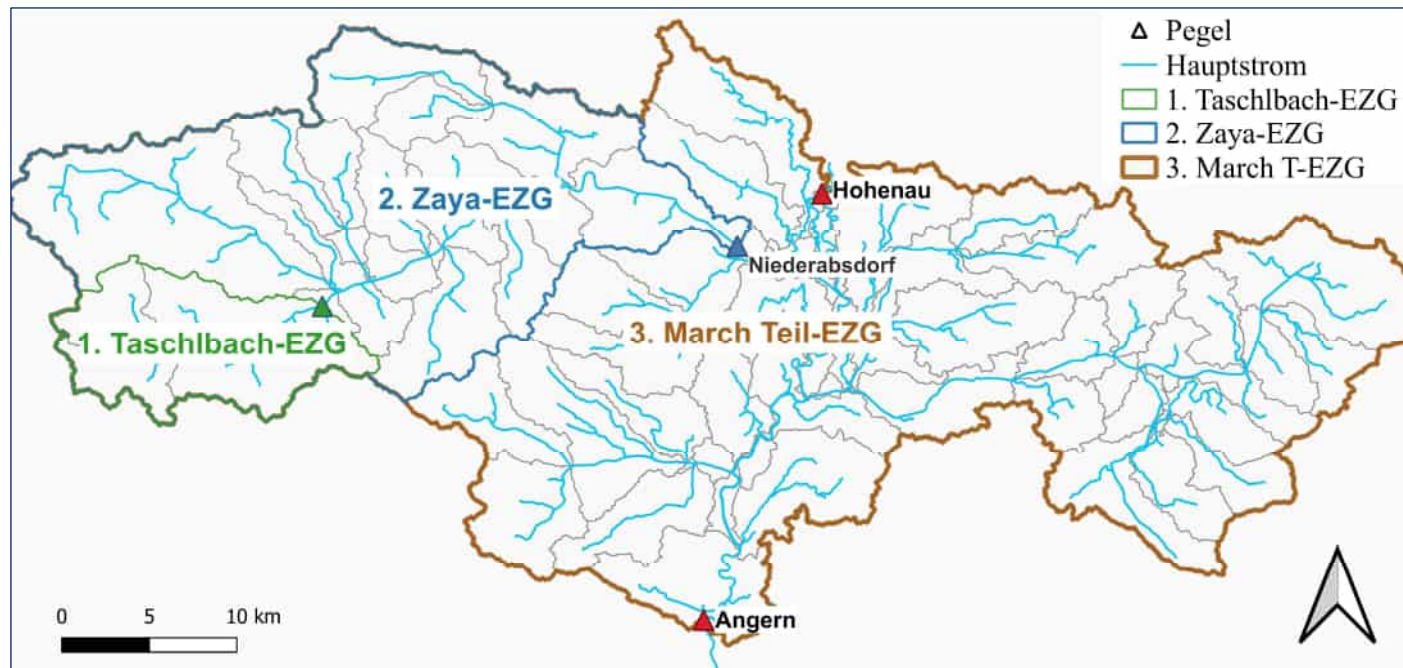 Pegel
Hauptstrom
1. Taschlbach-EZG
2. Zaya-EZG
3. March T-EZG
Hohenau
2. Zaya-EZG
Niederabsdorf
3. March Teil-EZG
1. Taschlbach-EZG
Angern
0 5 10 km